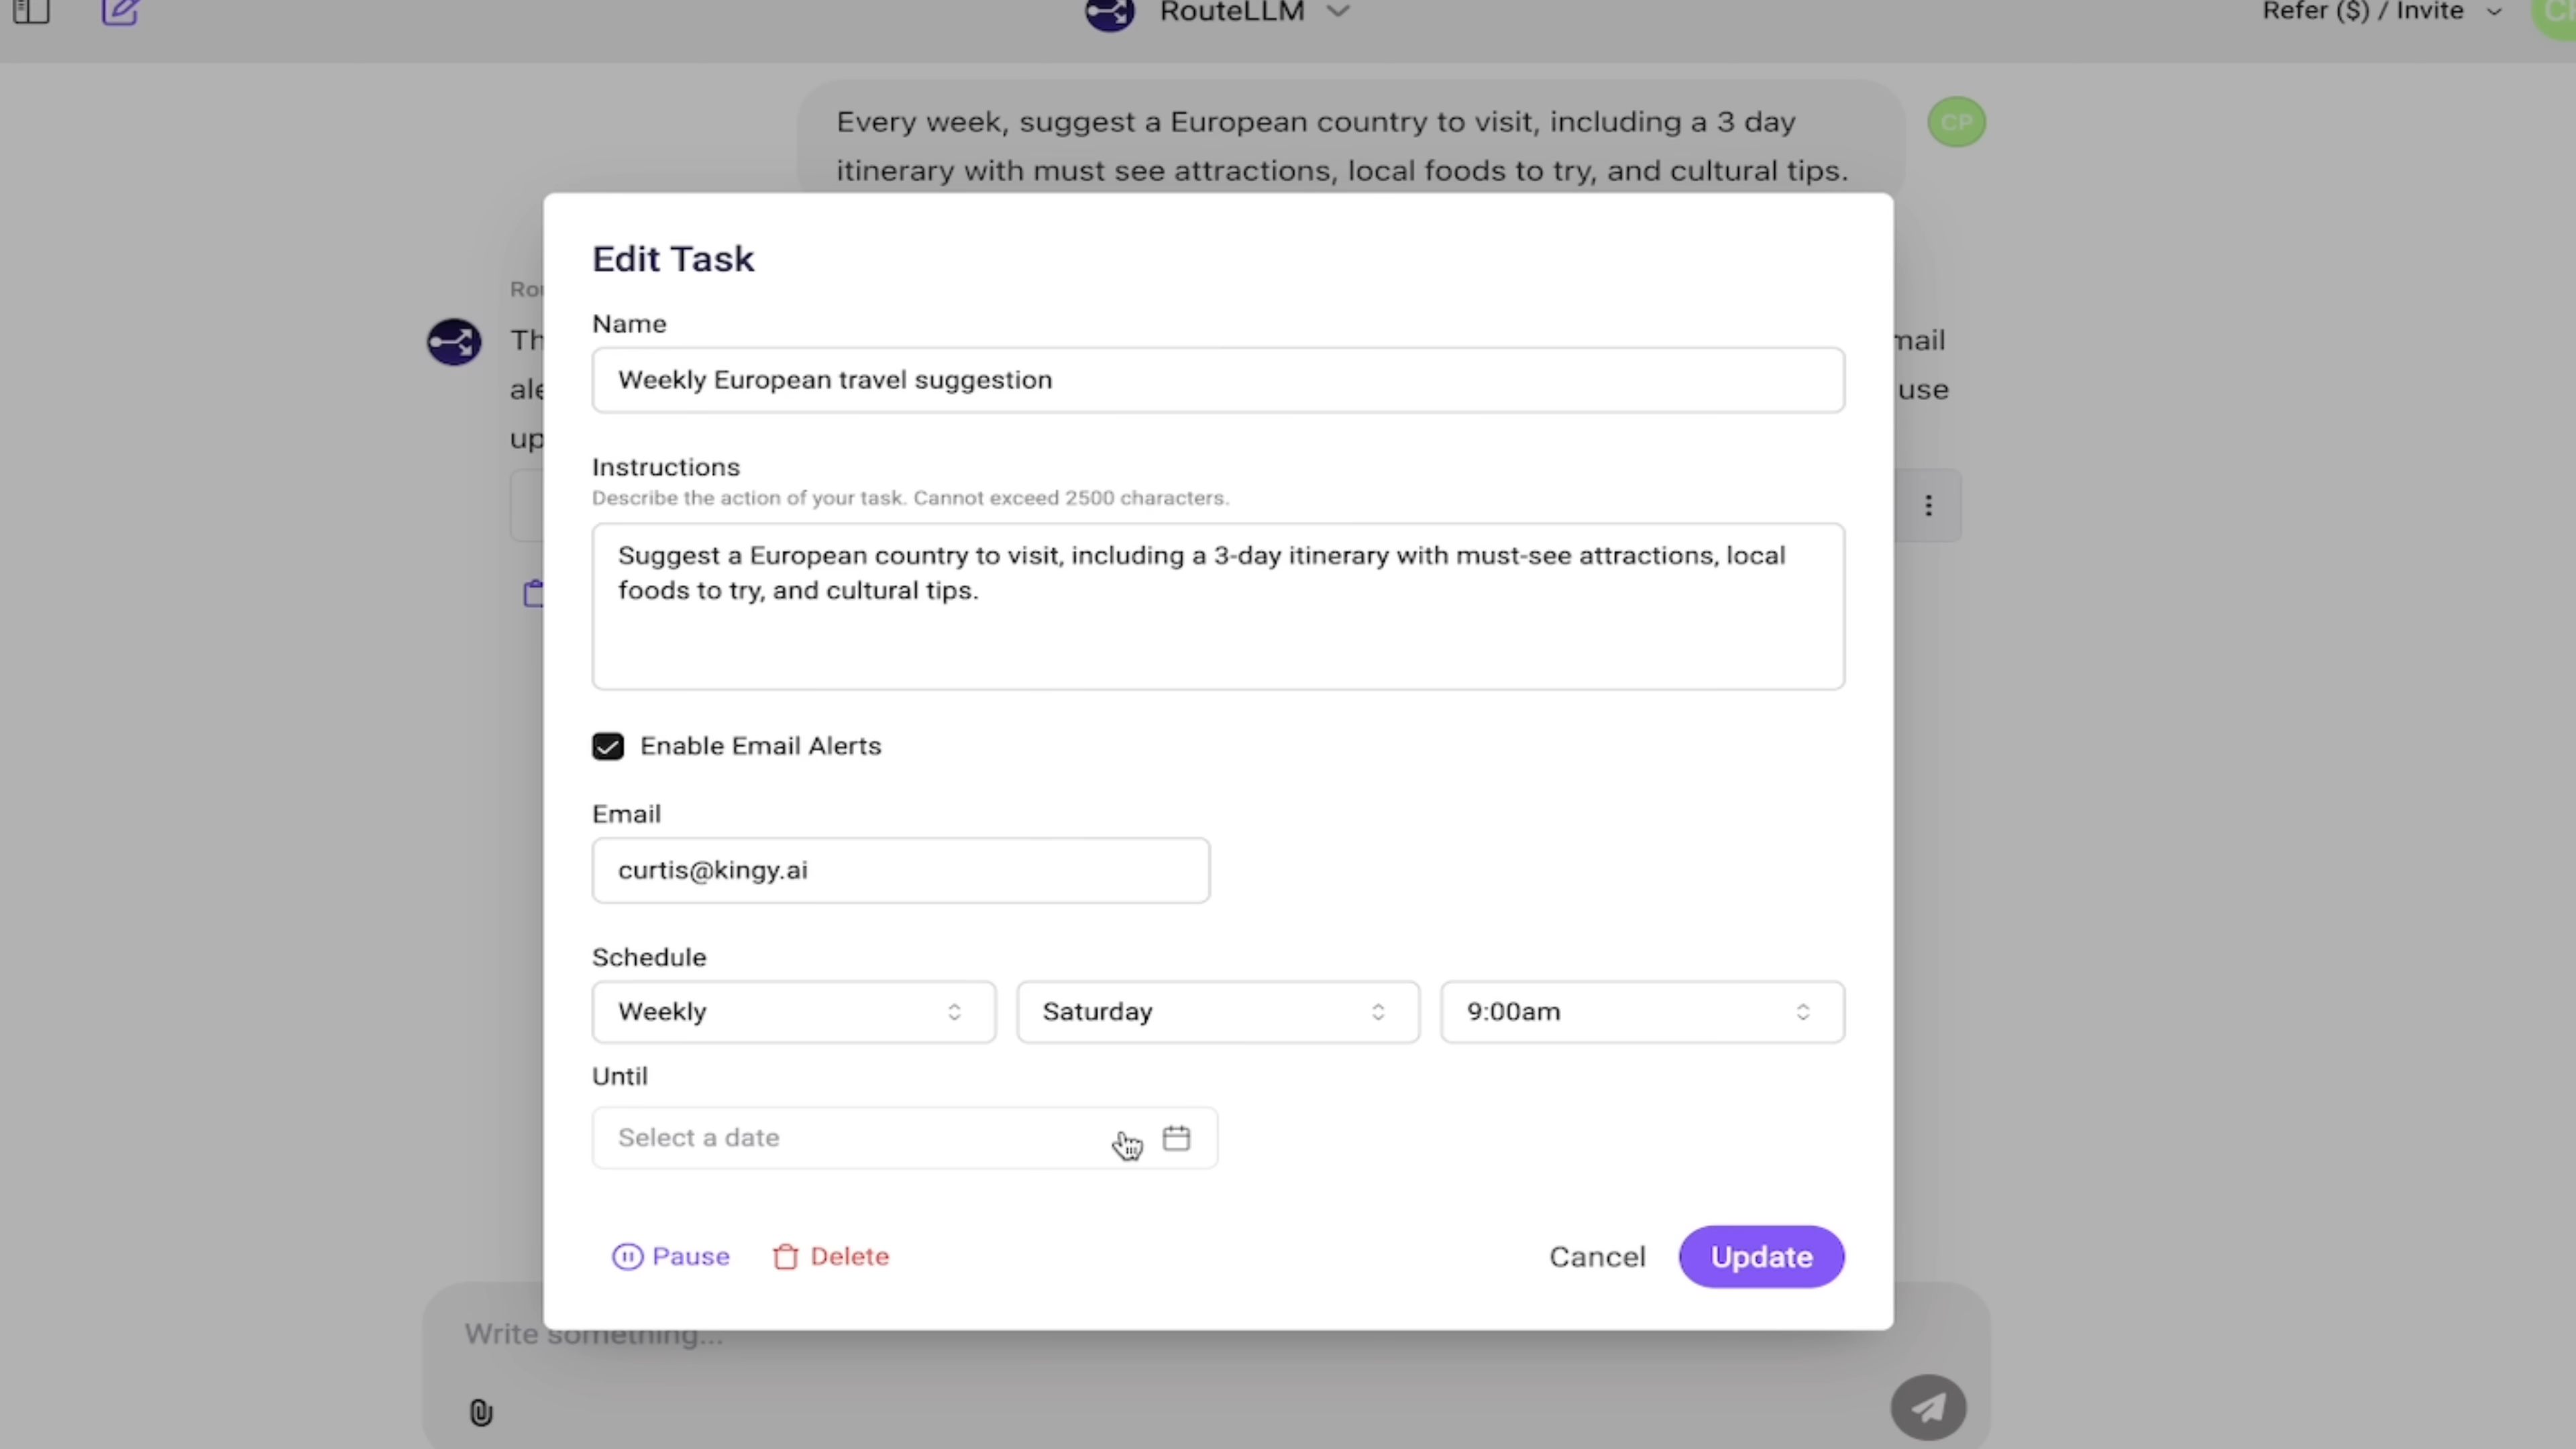 RouteLLM
Refer ($) / Invite
Every week, suggest a European country to visit, including a 3 day
itinerary with must see attractions, local foods to try, and cultural tips.
CP
Edit Task
Name
Weekly European travel suggestion
use
Instructions
Describe the action of your task. Cannot exceed 2500 characters.
Suggest a European country to visit, including a 3-day itinerary with must-see attractions, local
foods to try, and cultural tips.
Enable Email Alerts
Email
curtis@kingy.ai
Schedule
Weekly
Saturday
9:00am
Until
Select a date
Pause
Delete
Cancel
Update
Write something...